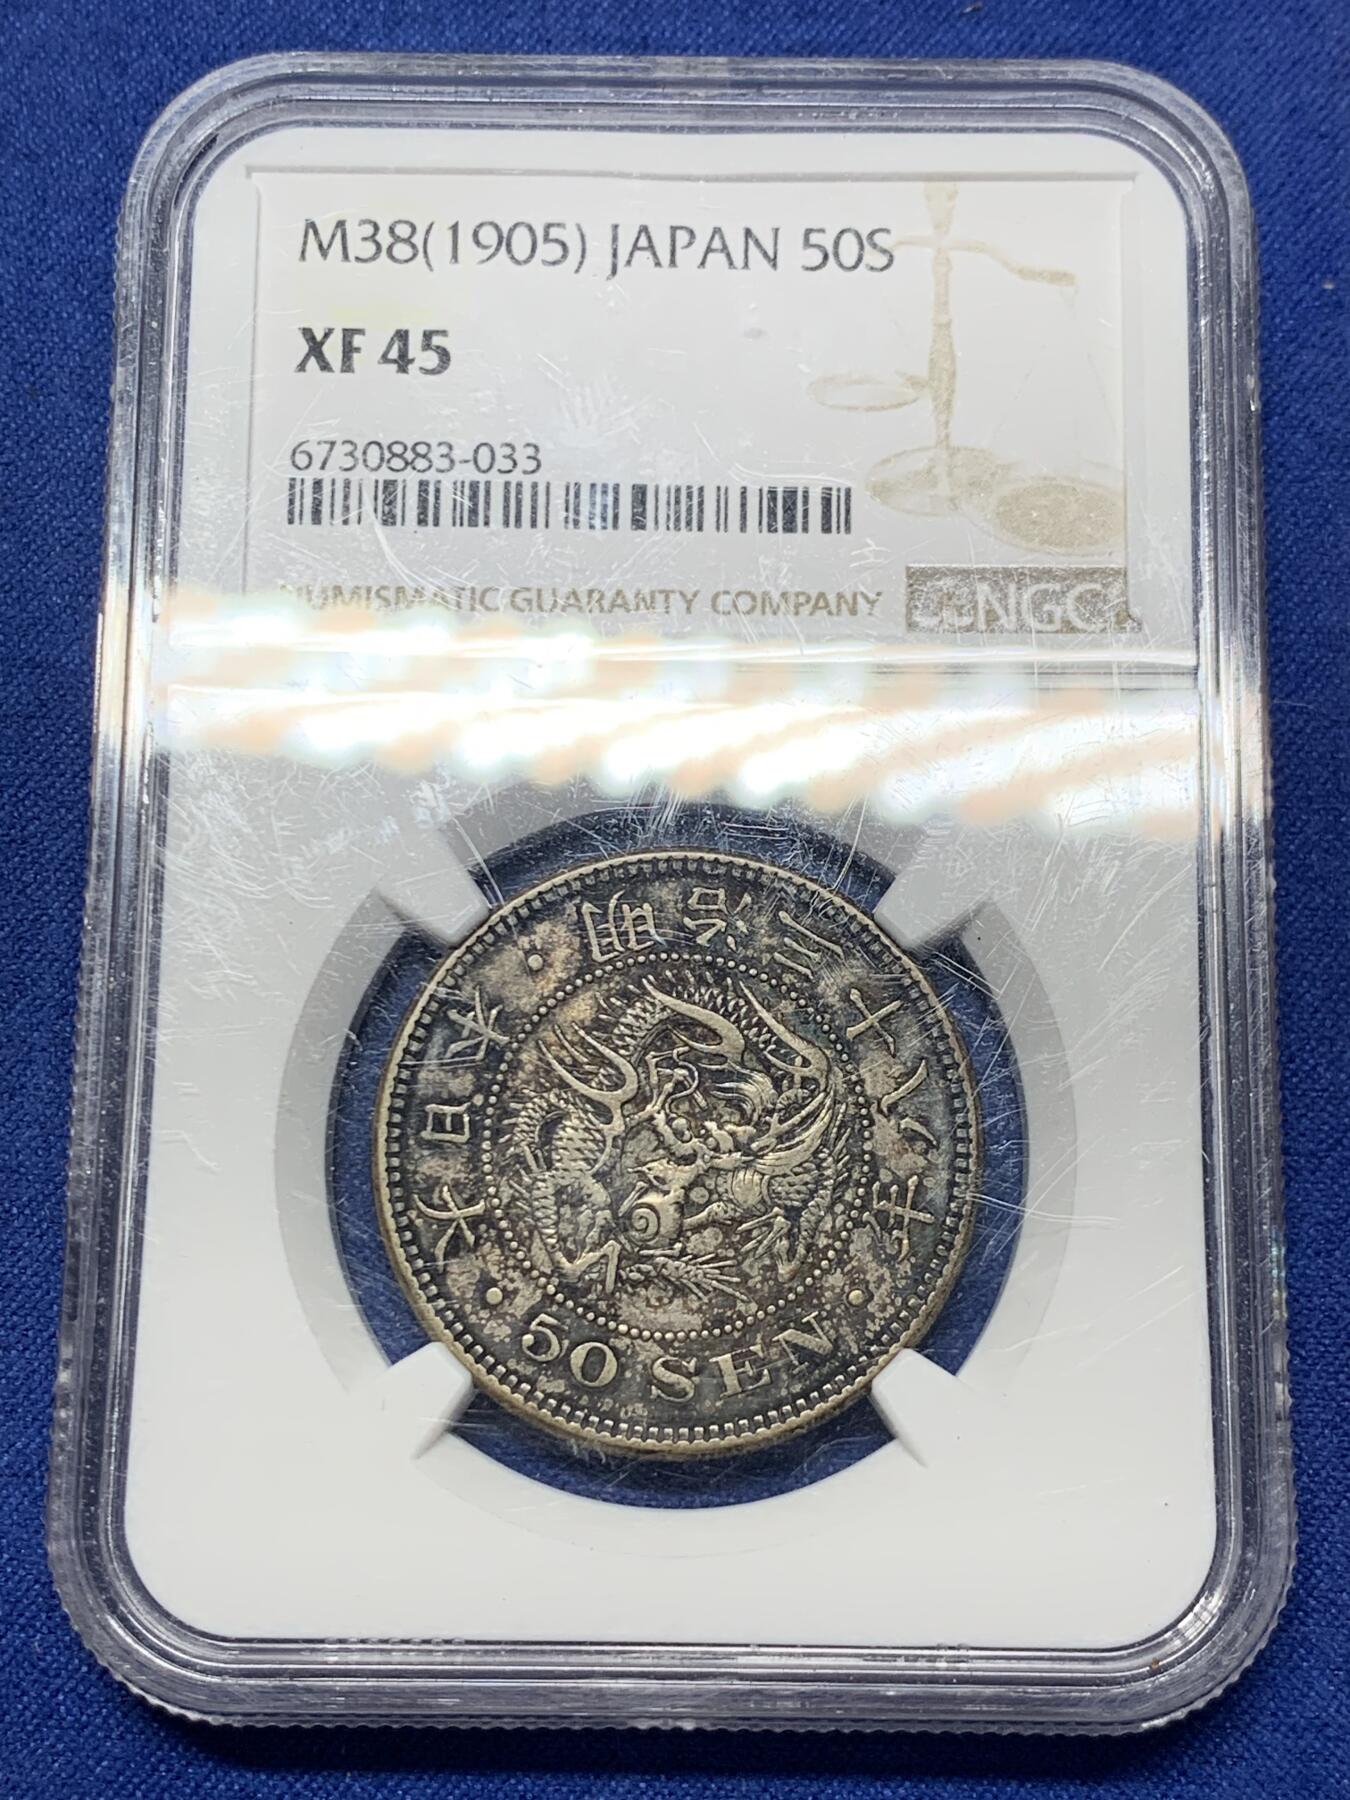 M38(1905) JAPAN 50S
XF 45
6730883-033
NUMISMATIC GUARANTY COMPANY NGC
大日本・明治三十八年・
50 SEN